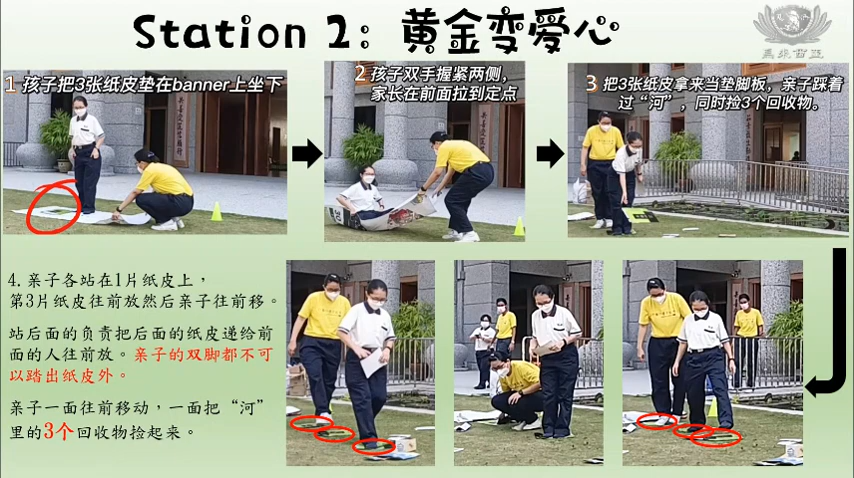 Station 2：黄金变爱心
1 孩子把3张纸皮垫在banner上坐下
2 孩子双手握紧两侧，
家长在前面拉到定点
3 把3张纸皮拿来当垫脚板，亲子踩着
过“河”，同时捡3个回收物。
4. 亲子各站在1片纸皮上，
第3片纸皮往前放然后亲子往前移。
站后面的负责把后面的纸皮递给前
面的人往前放。亲子的双脚都不可
以踏出纸皮外。
亲子一面往前移动，一面把“河”
里的3个回收物捡起来。